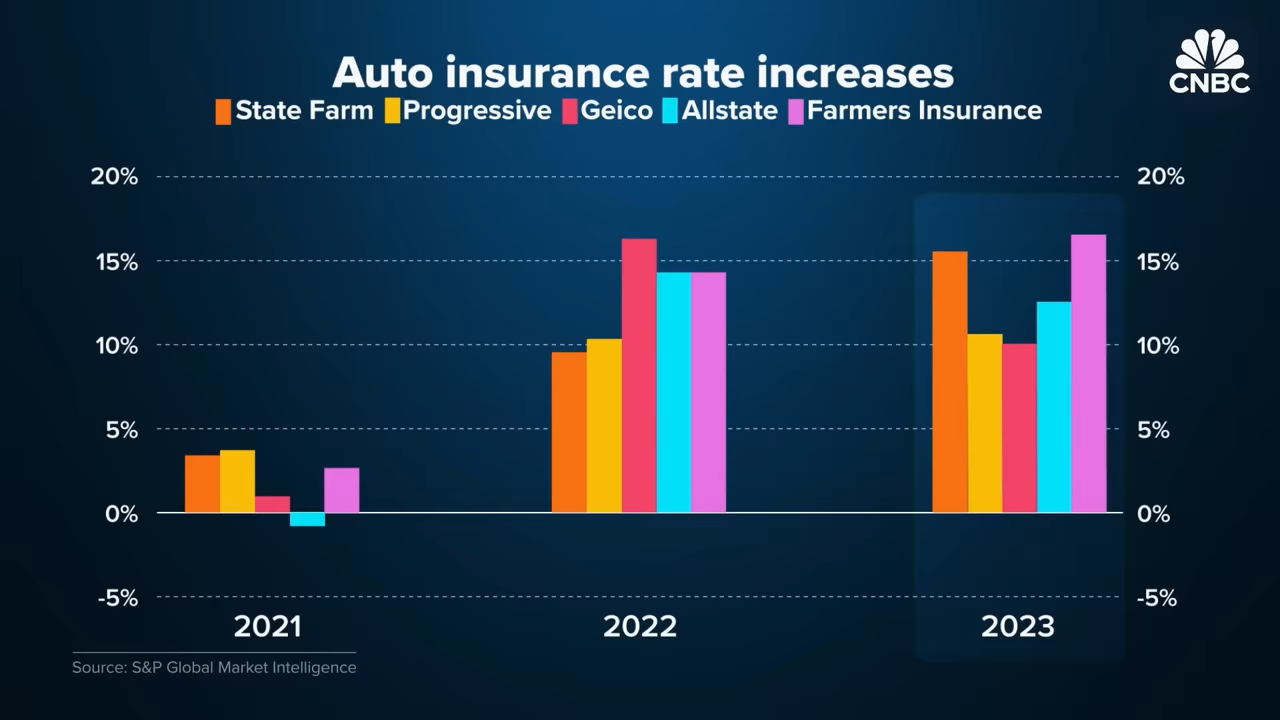 CNBC
Auto insurance rate increases
State Farm Progressive Geico Allstate Farmers Insurance
20% 20%
15% 15%
10% 10%
5% 5%
0% 0%
-5% -5%
2021 2022 2023
Source: S&P Global Market Intelligence